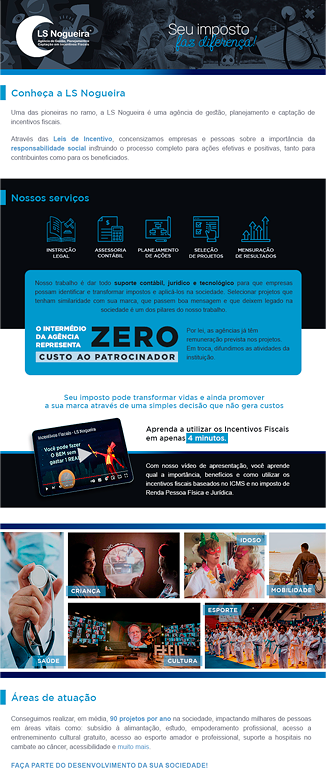 LS Nogueira
Agência de Gestão, Planejamento e
Captação em Incentivos Fiscais
Seu imposto
faz diferença!
Conheça a LS Nogueira
Uma das pioneiras no ramo, a LS Nogueira é uma agência de gestão, planejamento e captação de
incentivos fiscais.
Através das Leis de Incentivo, concensizamos empresas e pessoas sobre a importância da
responsabilidade social instruindo o processo completo para ações efetivas e positivas, tanto para
contribuintes como para os beneficiados.
Nossos serviços
INSTRUÇÃO
LEGAL
ASSESSORIA
CONTÁBIL
PLANEJAMENTO
DE AÇÕES
SELEÇÃO
DE PROJETOS
MENSURAÇÃO
DE RESULTADOS
Nosso trabalho é dar todo suporte contábil, jurídico e tecnológico para que empresas
possam identificar e transformar impostos e aplicá-los na sociedade. Selecionar projetos que
tenham similaridade com sua marca, que passem boa mensagem e que deixem legado na
sociedade é um dos pilares do nosso trabalho.
O INTERMÉDIO
DA AGÊNCIA
REPRESENTA
ZERO
CUSTO AO PATROCINADOR
Por lei, as agências já têm
remuneração prevista nos projetos.
Em troca, difundimos as atividades da
instituição.
Seu imposto pode transformar vidas e ainda promover
a sua marca através de uma simples decisão que não gera custos
Incentivos Fiscais - LS Nogueira
Você pode fazer
O BEM sem
gastar 1 REAL
Aprenda a utilizar os Incentivos Fiscais
em apenas 4 minutos.
Com nosso vídeo de apresentação, você aprende
qual a importância, benefícios e como utilizar os
incentivos fiscais baseados no ICMS e no imposto de
Renda Pessoa Física e Jurídica.
SAÚDE
CRIANÇA
IDOSO
MOBILIDADE
CULTURA
ESPORTE
Áreas de atuação
Conseguimos realizar, em média, 90 projetos por ano na sociedade, impactando milhares de pessoas
em áreas vitais como: subsídio à alimentação, estudo, empoderamento profissional, acesso a
entrenimento cultural gratuito, acesso ao esporte amador e profeissional, suporte a hospitais no
combate ao câncer, acessibilidade e muito mais.
FAÇA PARTE DO DESENVOLVIMENTO DA SUA SOCIEDADE!